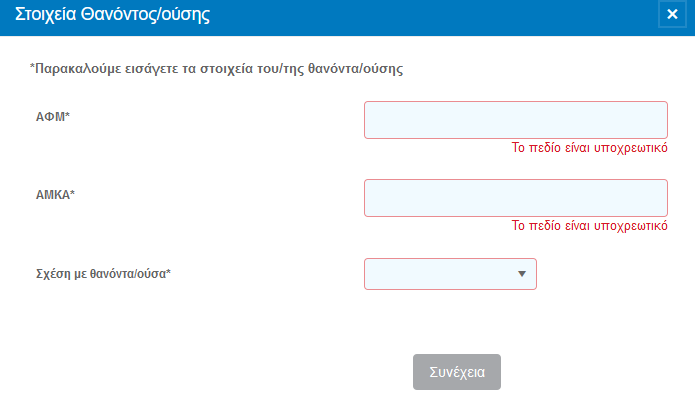 Στοιχεία Θανόντος/ούσης
*Παρακαλούμε εισάγετε τα στοιχεία του/της θανόντα/ούσης
ΑΦΜ*
Το πεδίο είναι υποχρεωτικό
ΑΜΚΑ*
Το πεδίο είναι υποχρεωτικό
Σχέση με θανόντα/ούσα*
Συνέχεια